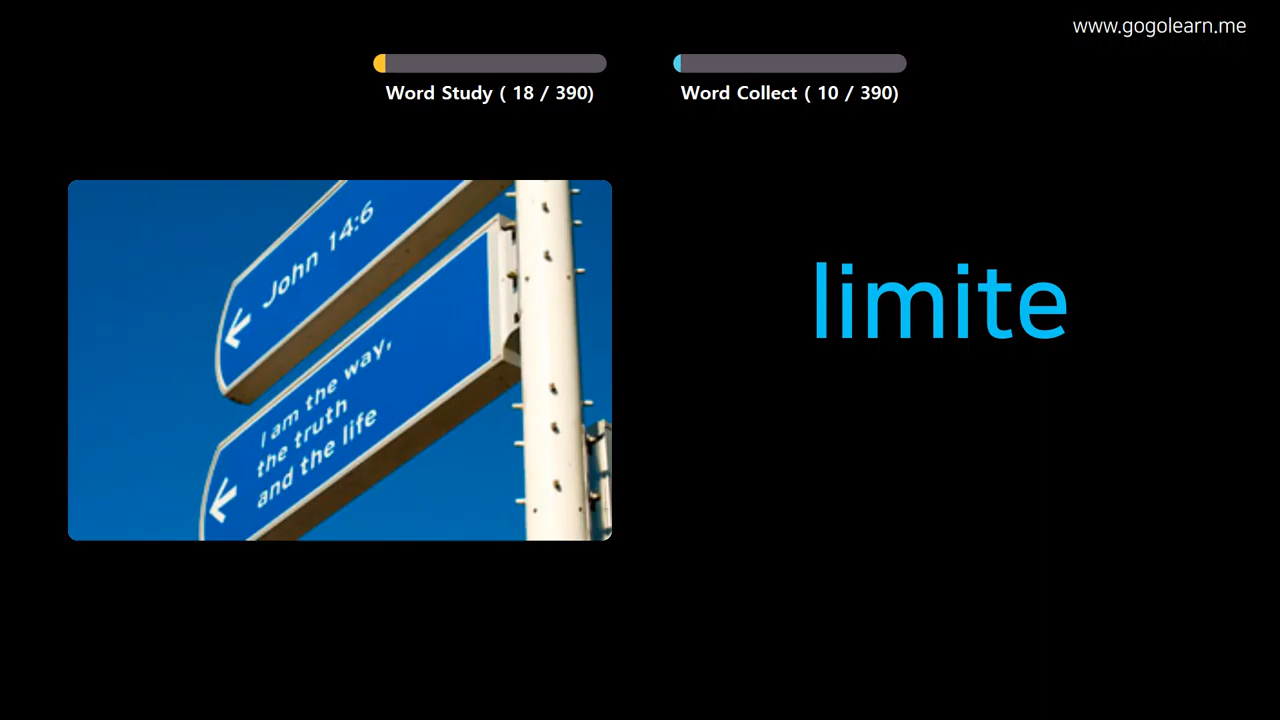 www.gogolearn.me
Word Study ( 18 / 390)
Word Collect ( 10 / 390)
John 14:6
I am the way,
the truth
and the life
limite